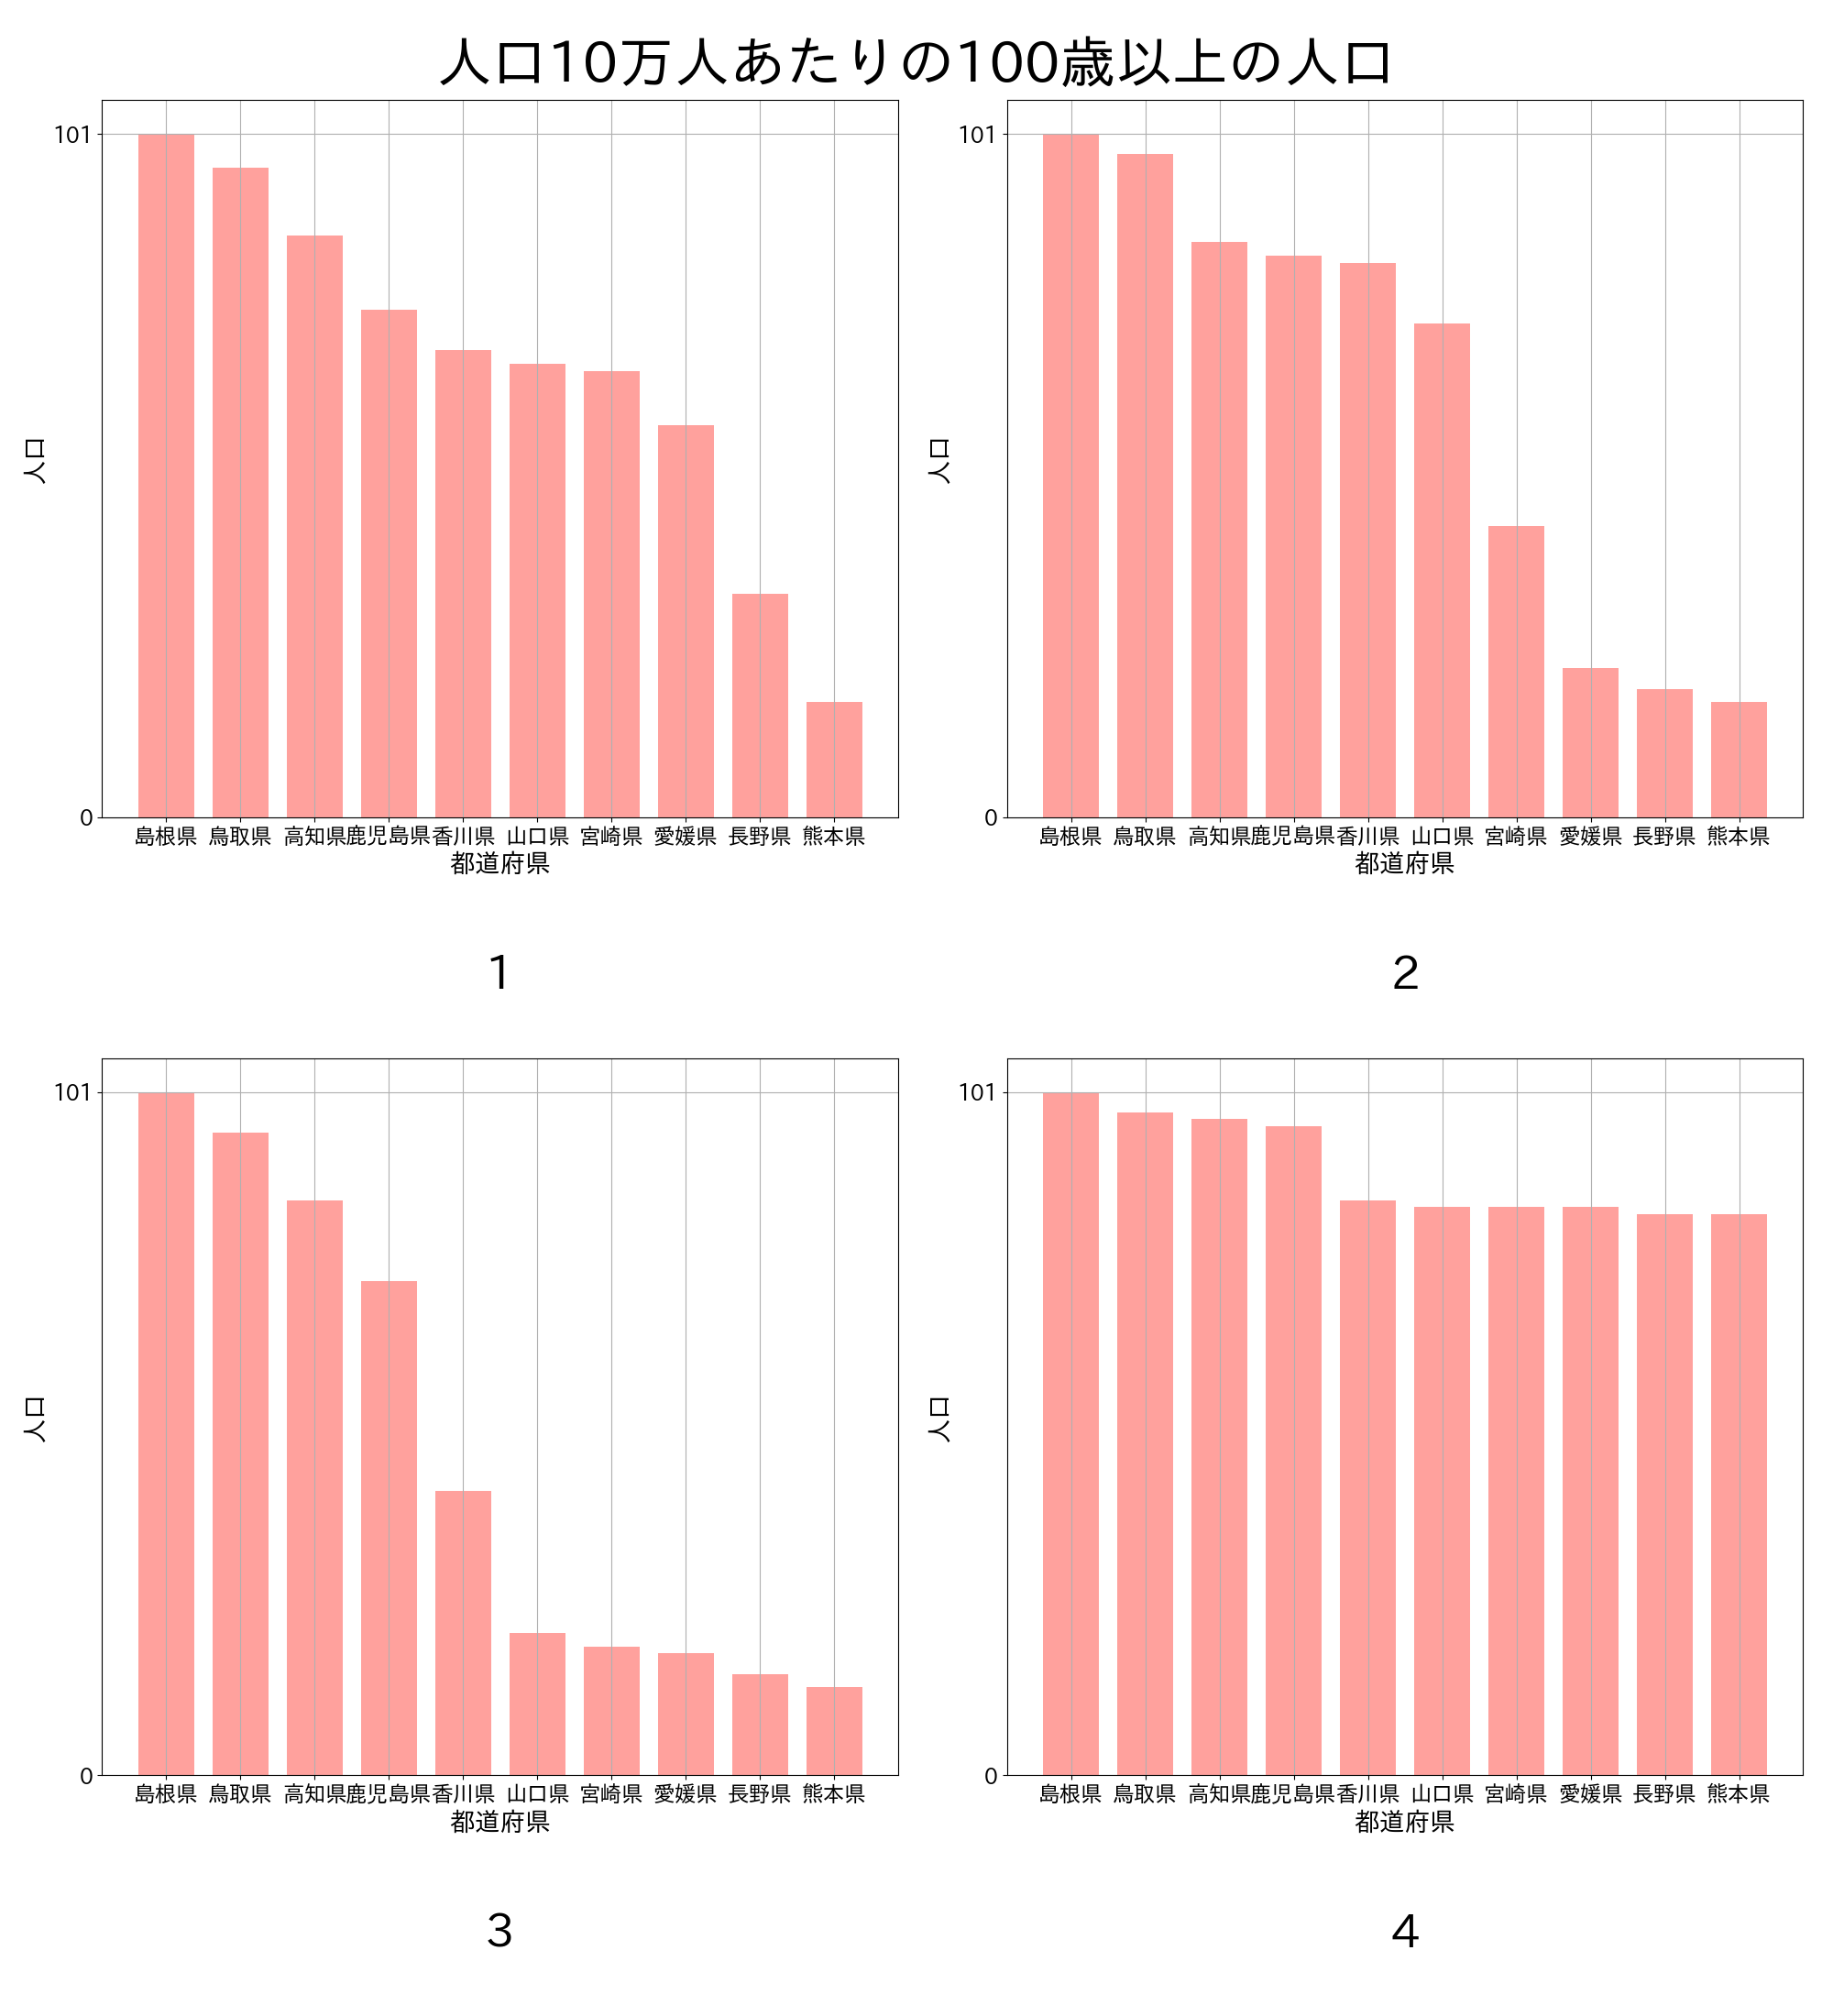 人口10万人あたりの100歳以上の人口
人口
101
0
島根県 鳥取県 高知県 鹿児島県 香川県 山口県 宮崎県 愛媛県 長野県 熊本県
都道府県
1
人口
101
0
島根県 鳥取県 高知県 鹿児島県 香川県 山口県 宮崎県 愛媛県 長野県 熊本県
都道府県
2
人口
101
0
島根県 鳥取県 高知県 鹿児島県 香川県 山口県 宮崎県 愛媛県 長野県 熊本県
都道府県
3
人口
101
0
島根県 鳥取県 高知県 鹿児島県 香川県 山口県 宮崎県 愛媛県 長野県 熊本県
都道府県
4